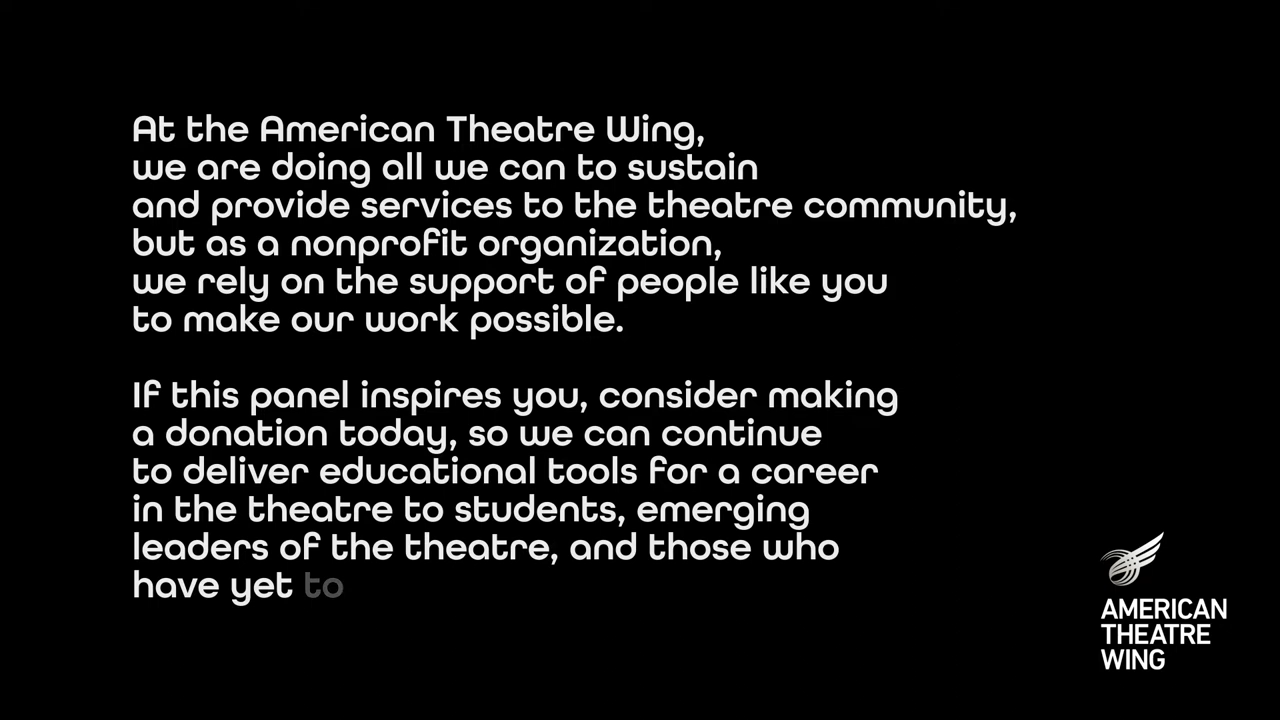 At the American Theatre Wing,
we are doing all we can to sustain
and provide services to the theatre community,
but as a nonprofit organization,
we rely on the support of people like you
to make our work possible.
If this panel inspires you, consider making
a donation today, so we can continue
to deliver educational tools for a career
in the theatre to students, emerging
leaders of the theatre, and those who
have yet to
AMERICAN
THEATRE
WING